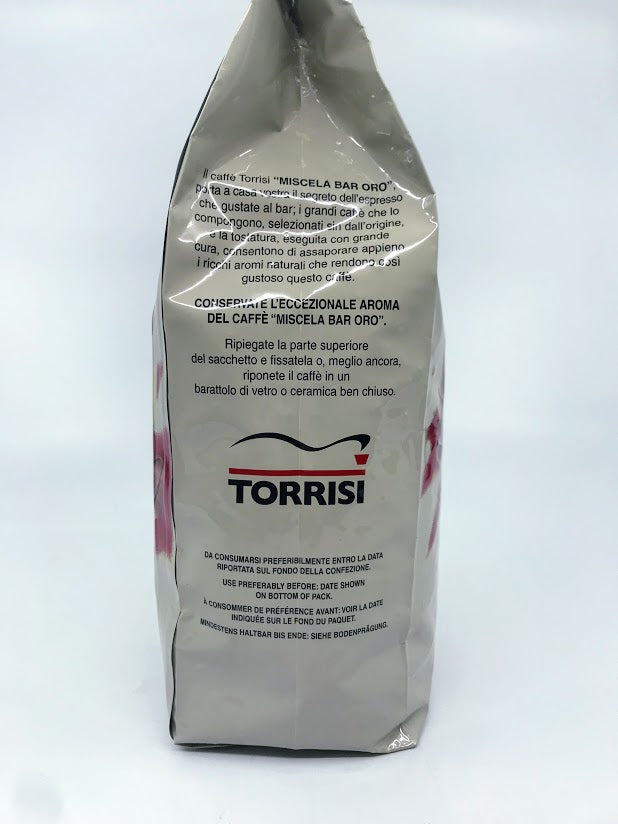 Il caffè Torrisi "MISCELA BAR ORO",
porta a casa vostra il segreto dell'espresso
che gustate al bar; i grandi caffè che lo
compongono, selezionati sin dall'origine,
e la tostatura, eseguita con grande
cura, consentono di assaporare appieno
i ricchi aromi naturali che rendono così
gustoso questo caffè.
CONSERVATE L'ECCEZIONALE AROMA
DEL CAFFÈ "MISCELA BAR ORO".
Ripiegate la parte superiore
del sacchetto e fissatela o, meglio ancora,
riponete il caffè in un
barattolo di vetro o ceramica ben chiuso.
TORRISI
DA CONSUMARSI PREFERIBILMENTE ENTRO LA DATA
RIPORTATA SUL FONDO DELLA CONFEZIONE.
USE PREFERABLY BEFORE: DATE SHOWN
ON BOTTOM OF PACK.
À CONSOMMER DE PRÉFÉRENCE AVANT: VOIR LA DATE
INDIQUÉE SUR LE FOND DU PAQUET.
MINDESTENS HALTBAR BIS ENDE: SIEHE BODENPRÄGUNG.